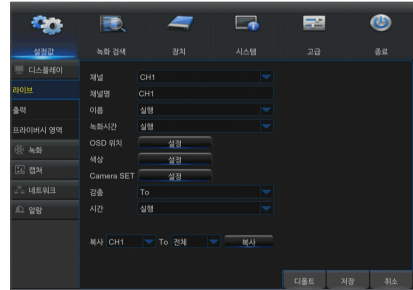 설정값 녹화 검색 장치 시스템 고급 종료
디스플레이
라이브
출력
프라이버시 영역
녹화
캡쳐
네트워크
알람
채널 CH1
채널명 CH1
이름 실행
녹화시간 실행
OSD 위치 설정
색상 설정
Camera SET 설정
감춤 To
시간 실행
복사 CH1 To 전체 복사
디폴트 저장 취소